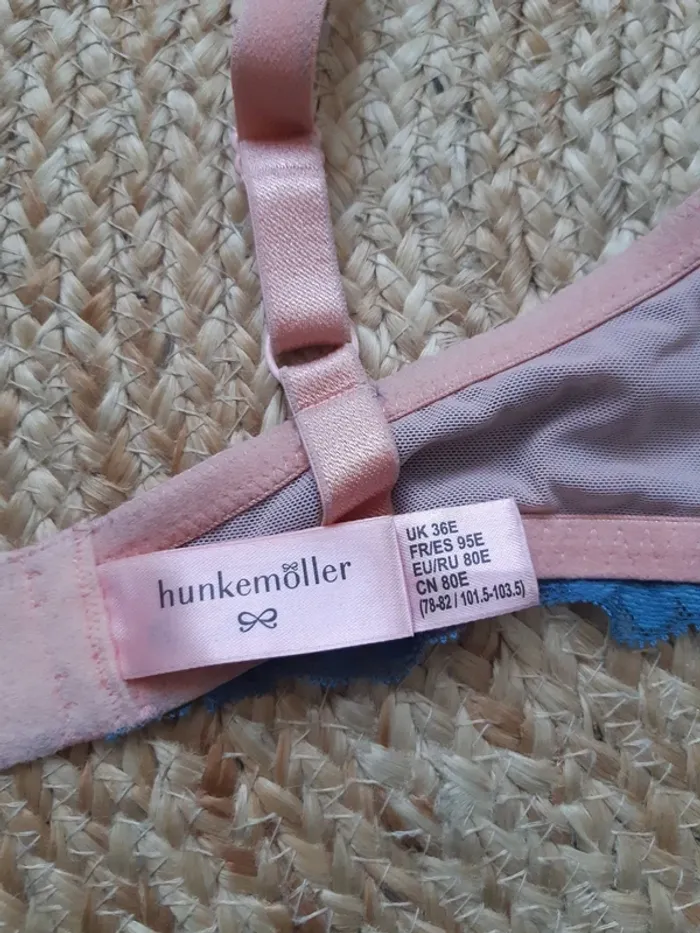 hunkemöller
UK 36E
FR/ES 95E
EU/RU 80E
CN 80E
(78-82 / 101.5-103.5)